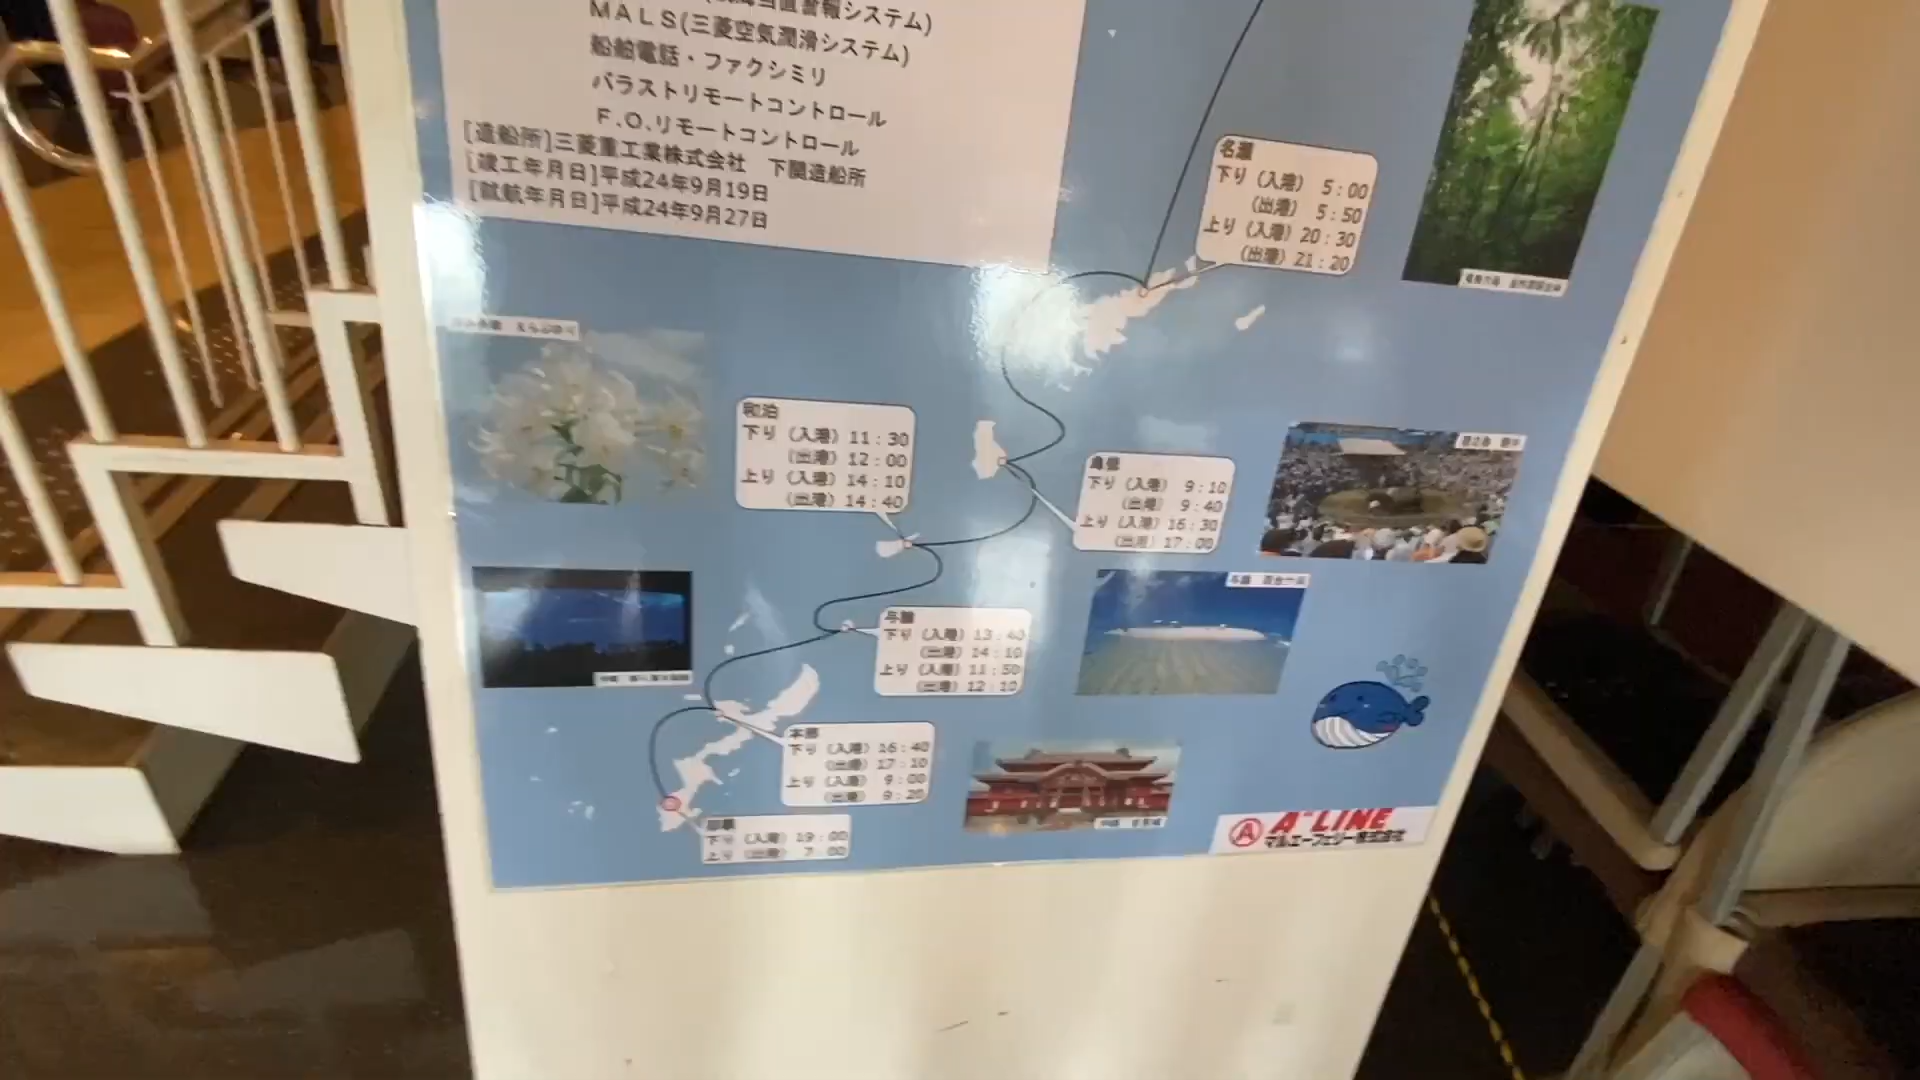 システム)
MALS(三菱空気潤滑システム)
船舶電話・ファクシミリ
バラストリモートコントロール
F.O.リモートコントロール
[造船所]三菱重工業株式会社 下関造船所
[竣工年月日]平成24年9月19日
[就航年月日]平成24年9月27日
名瀬
下り (入港) 5:00
(出港) 5:50
上り (入港) 20:30
(出港) 21:20
和泊
下り (入港) 11:30
(出港) 12:00
上り (入港) 14:10
(出港) 14:40
亀徳
下り (入港) 9:10
(出港) 9:40
上り (入港) 16:30
(出港) 17:00
与論
下り (入港) 13:40
(出港) 14:10
上り (入港) 11:50
(出港) 12:10
本部
下り (入港) 16:40
(出港) 17:10
上り (入港) 9:00
(出港) 9:20
那覇
下り (入港) 19:00
上り (出港) 7:00
A"LINE
マルエーフェリー株式会社